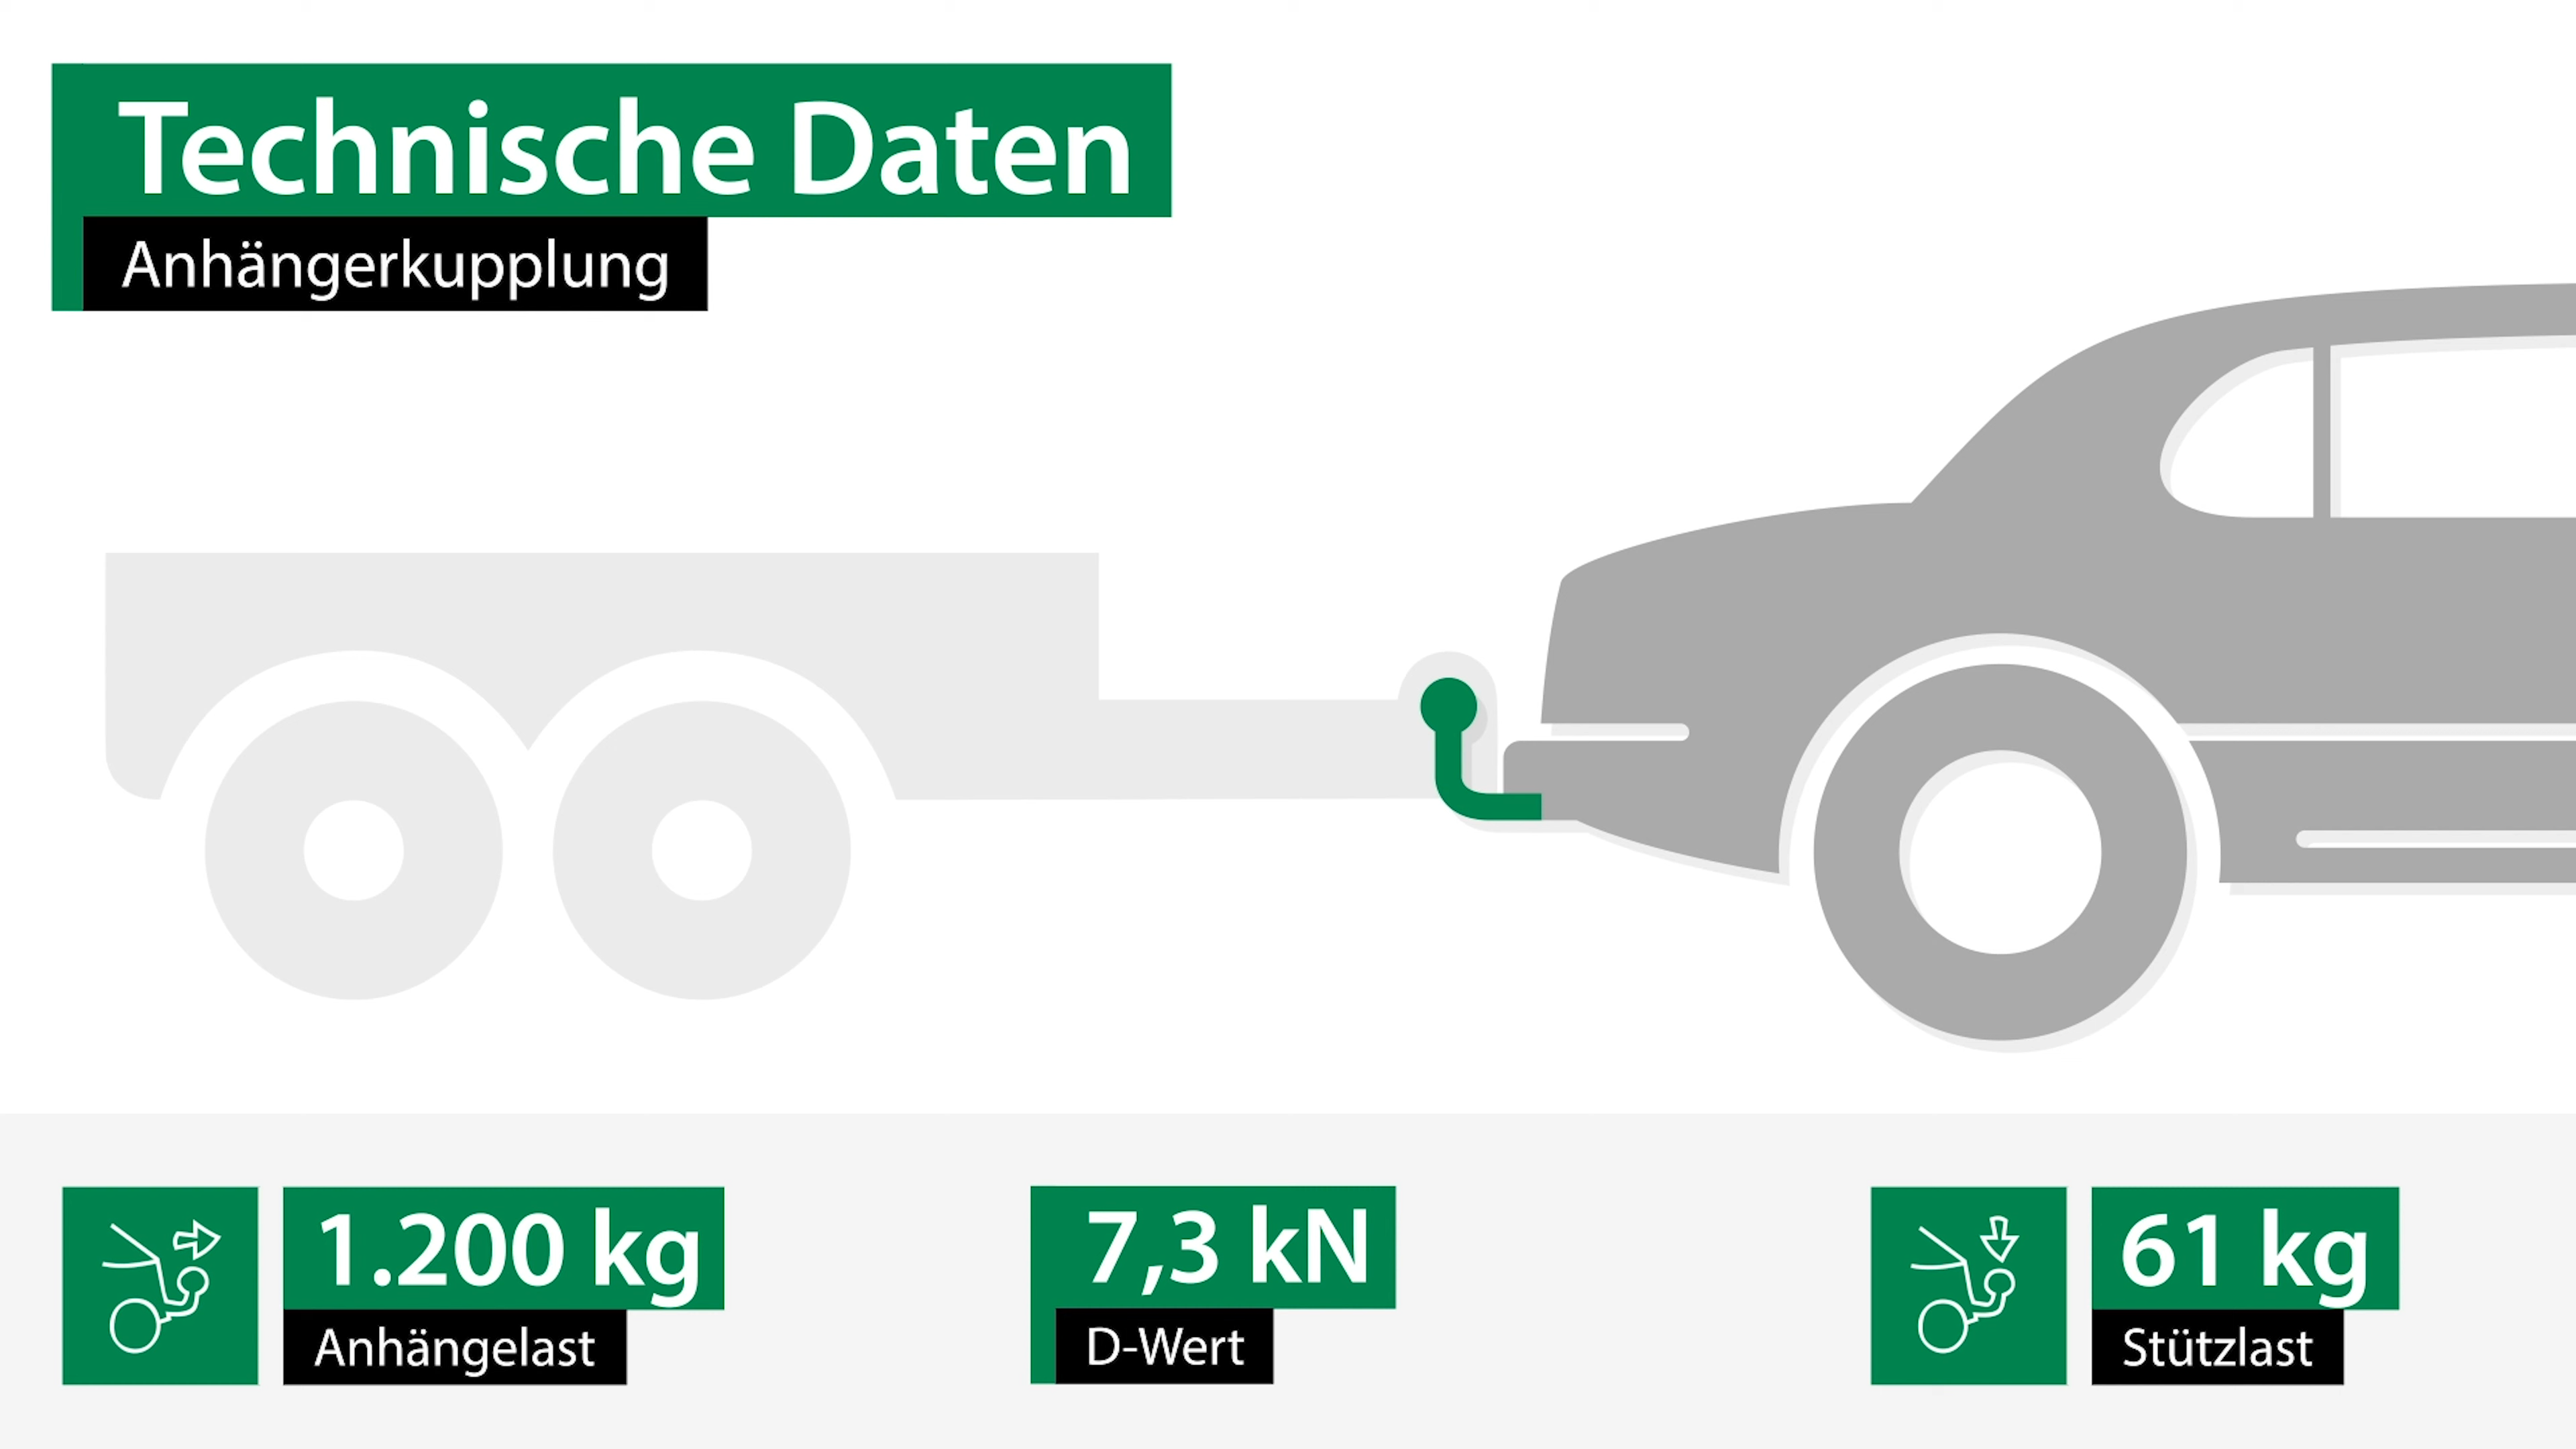 Technische Daten
Anhängerkupplung
1.200 kg
Anhängelast
7,3 kN
D-Wert
61 kg
Stützlast